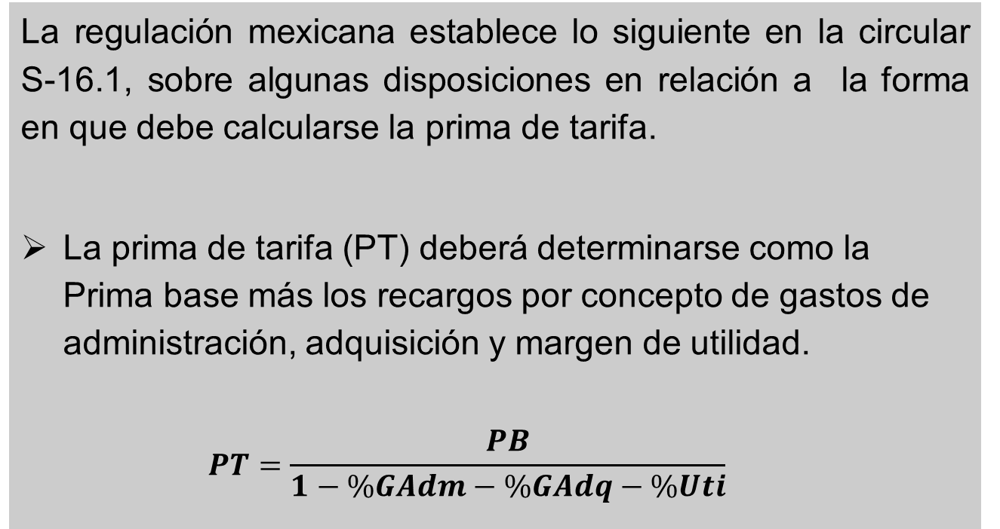 La regulación mexicana establece lo siguiente en la circular
S-16.1, sobre algunas disposiciones en relación a la forma
en que debe calcularse la prima de tarifa.
➢ La prima de tarifa (PT) deberá determinarse como la
Prima base más los recargos por concepto de gastos de
administración, adquisición y margen de utilidad.
PB
PT =
1 − %GAdm − %GAdq − %Uti